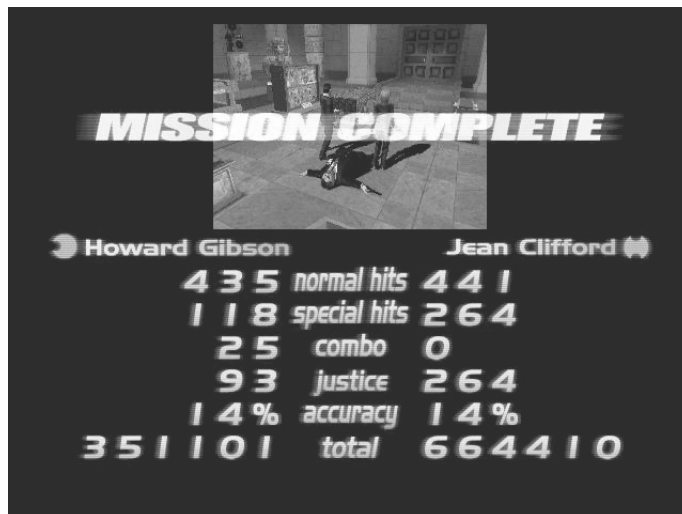 MISSION COMPLETE
Howard Gibson Jean Clifford
435 normal hits 441
118 special hits 264
25 combo 0
93 justice 264
14% accuracy 14%
351101 total 664410